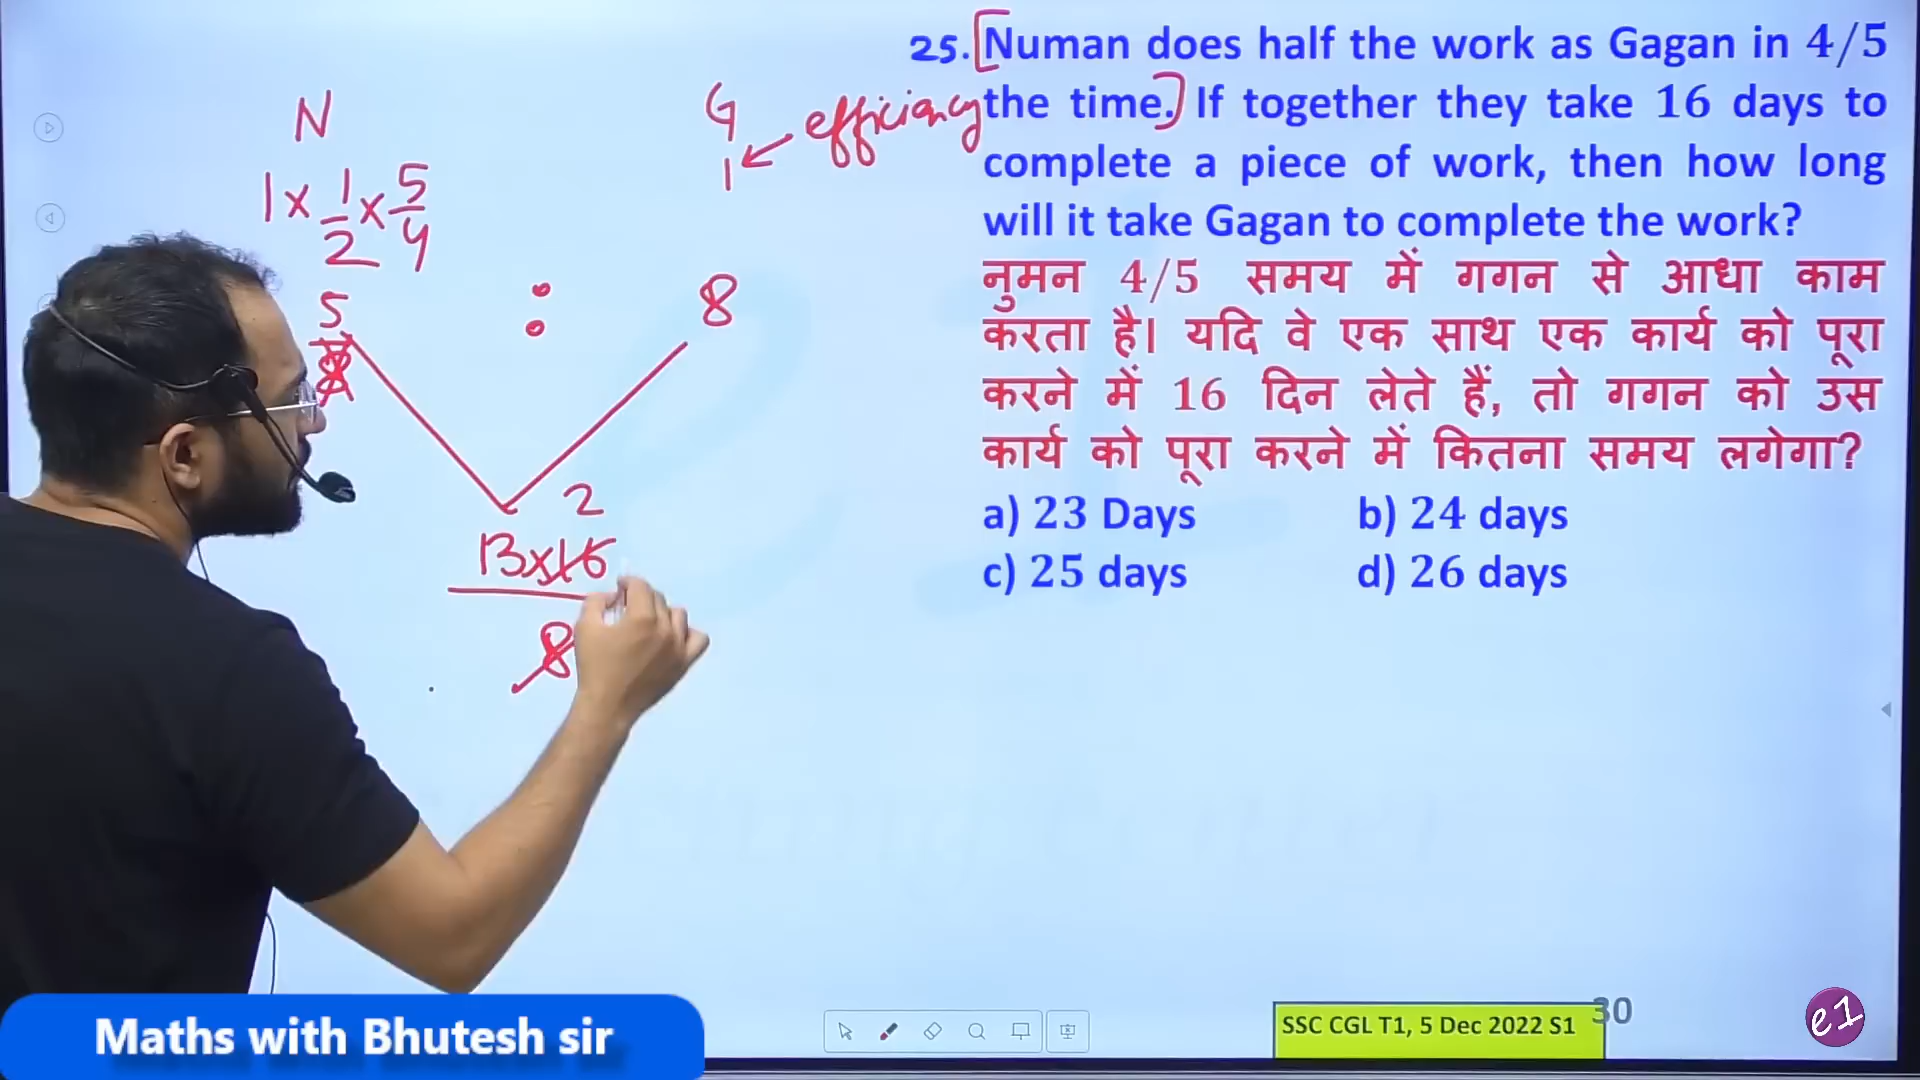 25. Numan does half the work as Gagan in 4/5
the time. If together they take 16 days to
complete a piece of work, then how long
will it take Gagan to complete the work?
नुमन 4/5 समय में गगन से आधा काम
करता है। यदि वे एक साथ एक कार्य को पूरा
करने में 16 दिन लेते हैं, तो गगन को उस
कार्य को पूरा करने में कितना समय लगेगा?
a) 23 Days b) 24 days
c) 25 days d) 26 days
N G
1 ← efficiency
1 × 1/2 × 5/4
5 : 8
8
2
13×16
8
Maths with Bhutesh sir
SSC CGL T1, 5 Dec 2022 S1
30
e1